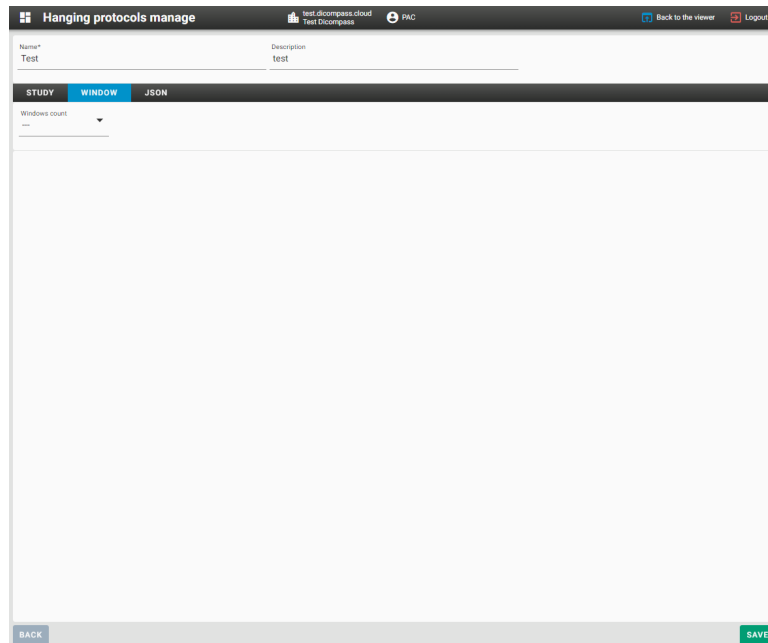 Hanging protocols manage
test.dicompass.cloud
Test Dicompass
PAC
Back to the viewer
Logout
Name*
Description
Test
test
STUDY WINDOW JSON
Windows count
---
BACK
SAVE